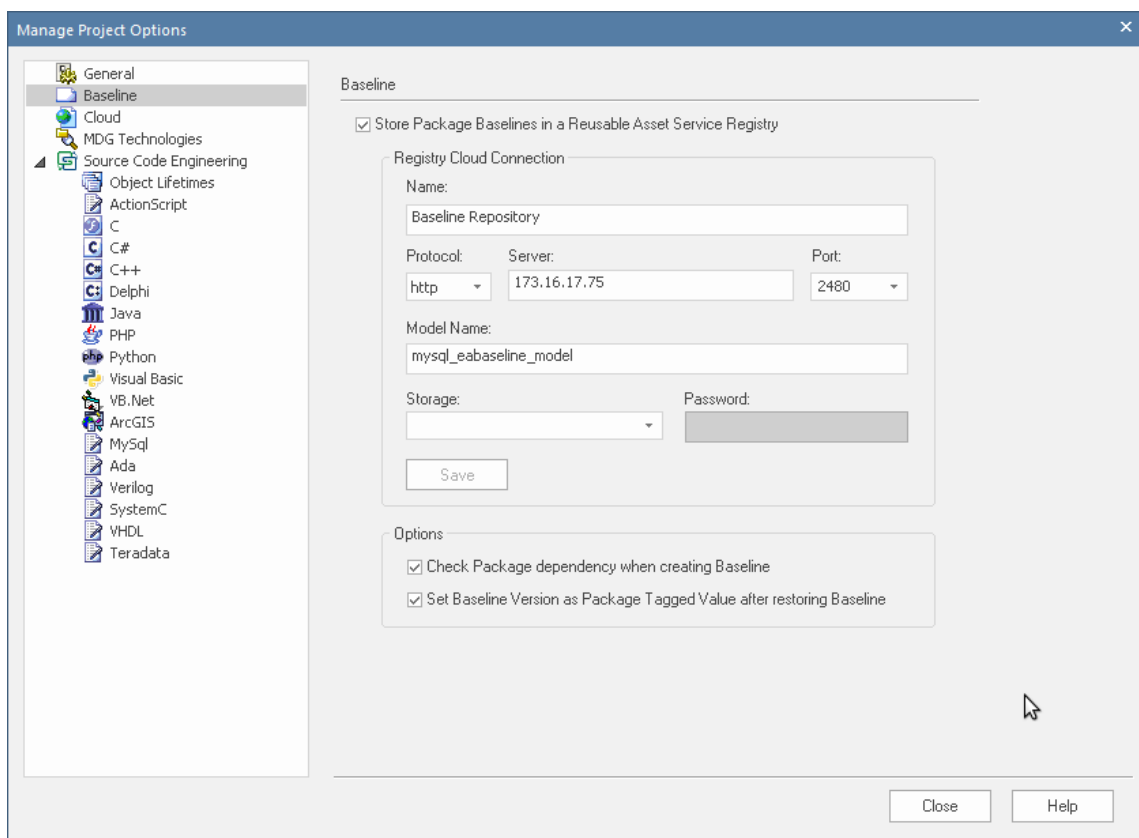 Manage Project Options
General
Baseline
Cloud
MDG Technologies
Source Code Engineering
Object Lifetimes
ActionScript
C
C#
C++
Delphi
Java
PHP
php Python
Visual Basic
VB.Net
ArcGIS
MySql
Ada
Verilog
SystemC
VHDL
Teradata
Baseline
Store Package Baselines in a Reusable Asset Service Registry
Registry Cloud Connection
Name:
Baseline Repository
Protocol: Server: Port:
http 173.16.17.75 2480
Model Name:
mysql_eabaseline_model
Storage: Password:
Save
Options
Check Package dependency when creating Baseline
Set Baseline Version as Package Tagged Value after restoring Baseline
Close Help